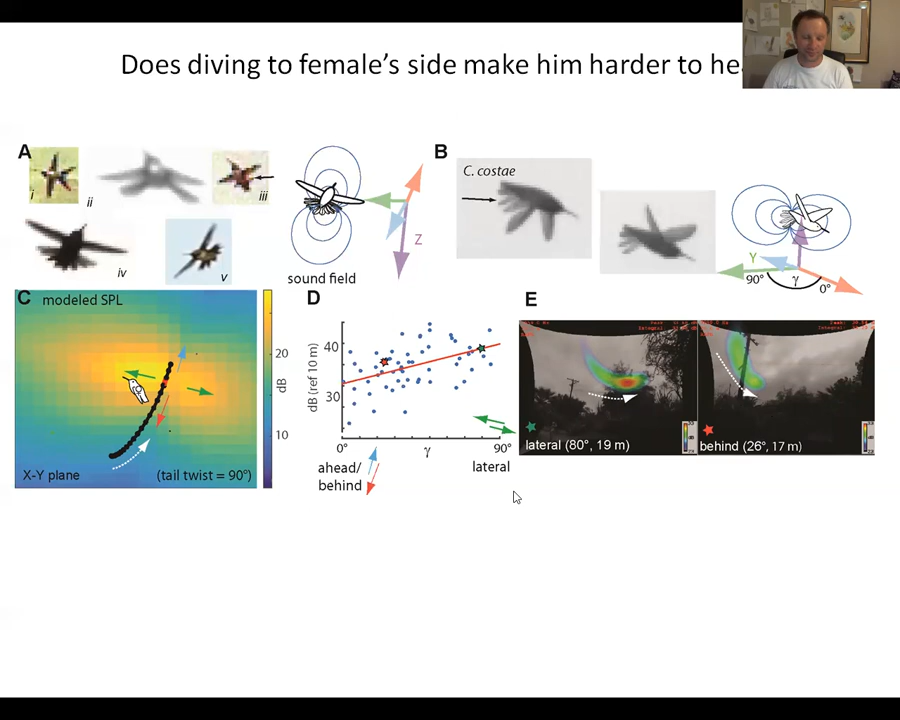 Does diving to female's side make him harder to
A
i
ii
iii
iv
v
sound field
Z
B
C. costae
Y
90°
γ
0°
C modeled SPL
20
dB
10
X-Y plane
(tail twist = 90°)
D
dB (ref 10 m)
40
30
0°
γ
90°
ahead/
behind
lateral
E
lateral (80°, 19 m)
behind (26°, 17 m)